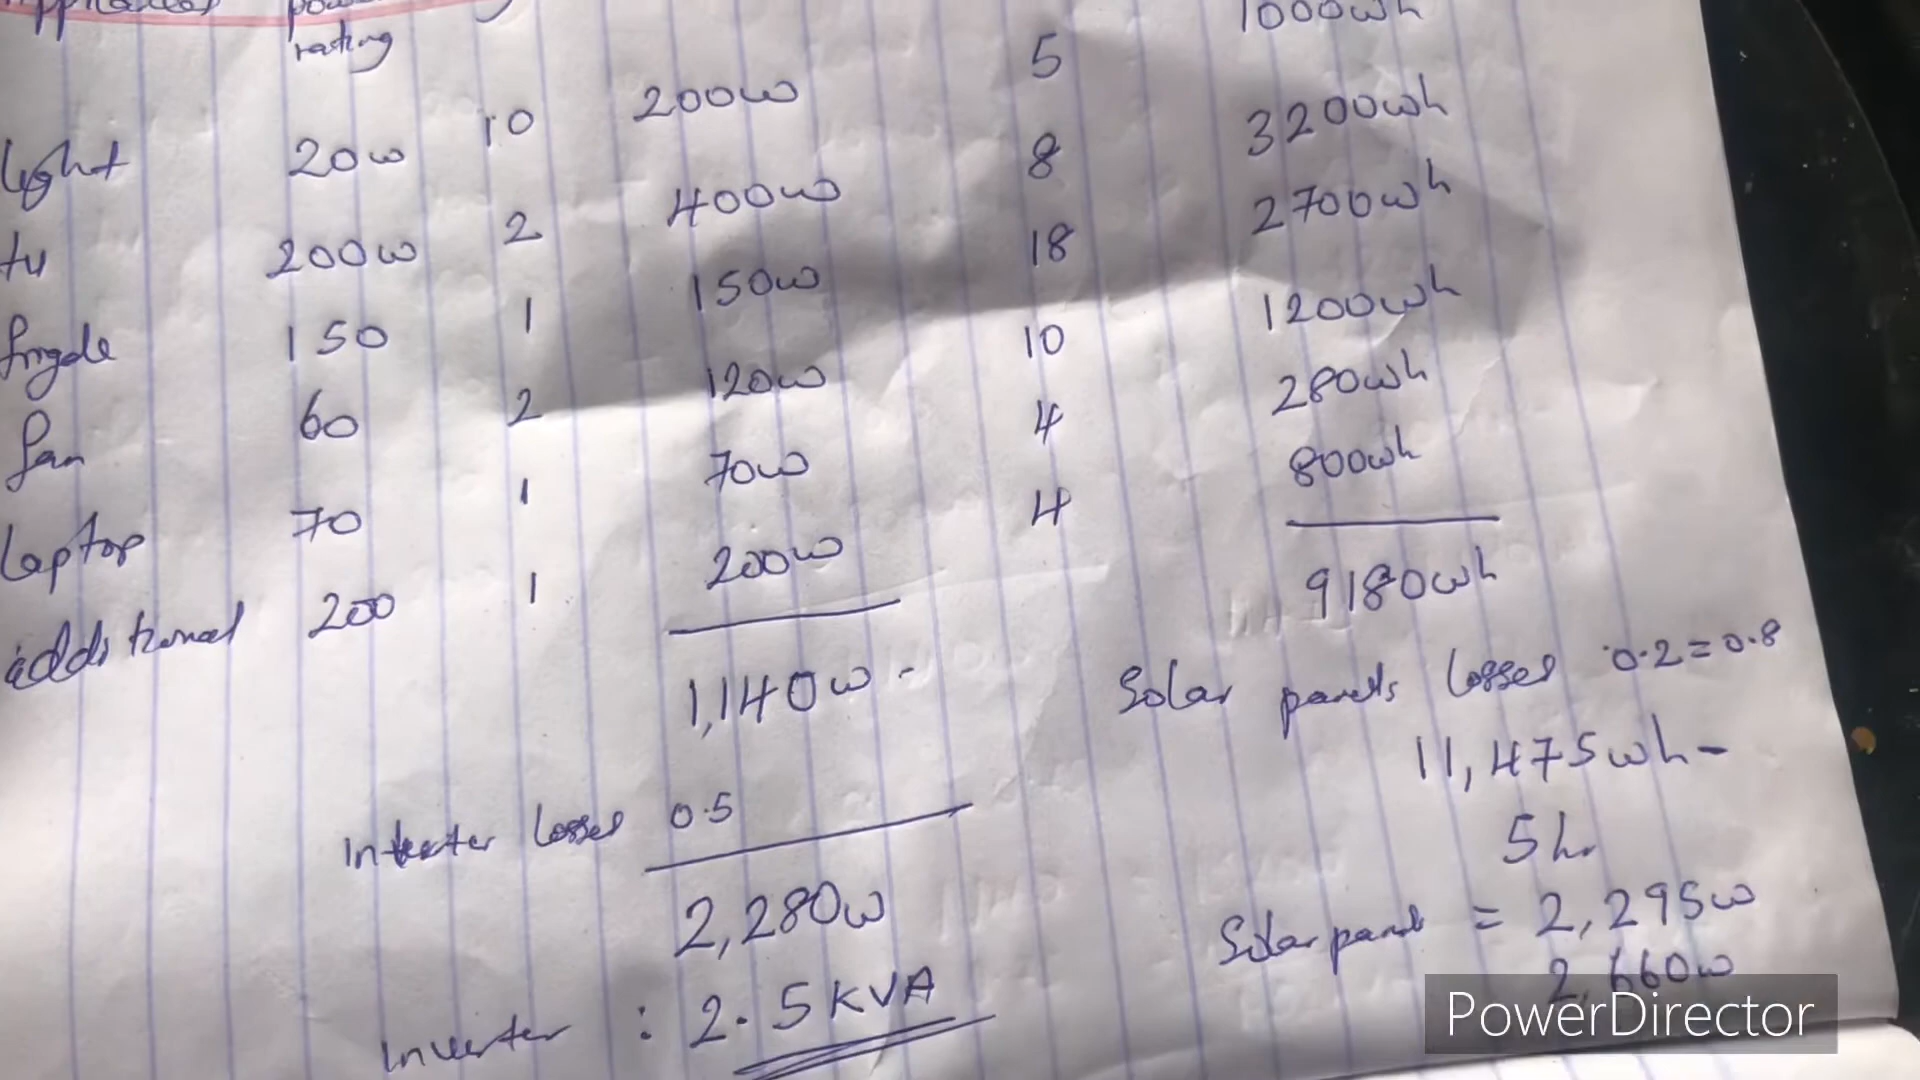 appliances power
rating
light 20w 10 200w 5 1000wh
tv 200w 2 400w 8 3200wh
frigde 150 1 150w 18 2700wh
fan 60 2 120w 10 1200wh
laptop 70 1 70w 4 280wh
additional 200 1 200w 4 800wh
1,140w - 9180wh
Solar panels losses 0.2=0.8
11,475wh-
Inverter losses 0.5
5hr
2,280w
Solar panel = 2,295w
2,660w
Inverter : 2.5KVA
PowerDirector